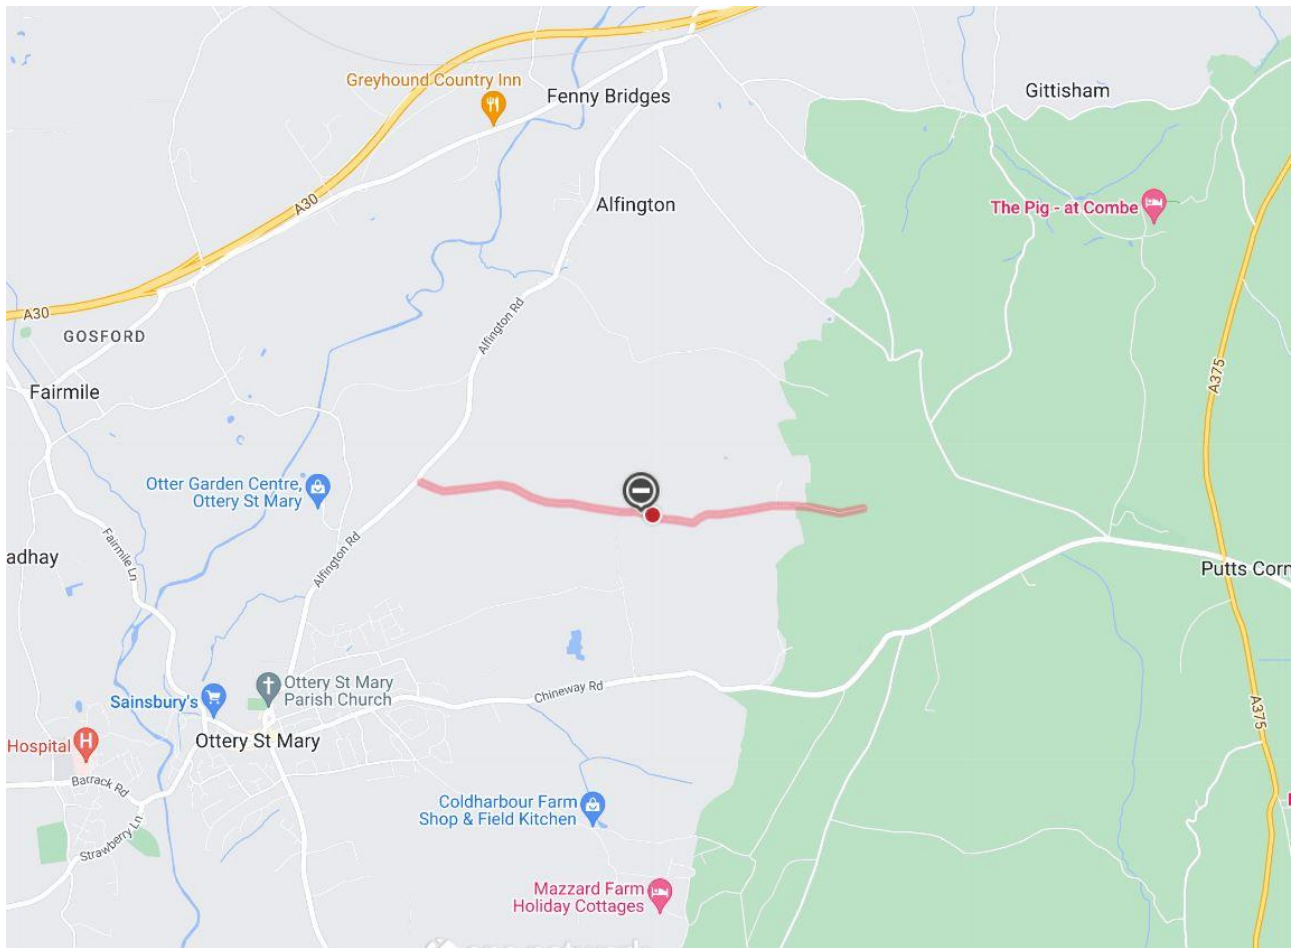 Greyhound Country Inn
Fenny Bridges
Gittisham
A30
Alfington
The Pig - at Combe
A30
GOSFORD
Alfington Rd
A375
Fairmile
Otter Garden Centre,
Ottery St Mary
adhay
Fairmile Ln
Alfington Rd
Putts Corn
Ottery St Mary
Parish Church
Chineway Rd
Sainsbury's
A375
Hospital
H
Ottery St Mary
Barrack Rd
Strawberry Ln
Coldharbour Farm
Shop & Field Kitchen
Mazzard Farm
Holiday Cottages